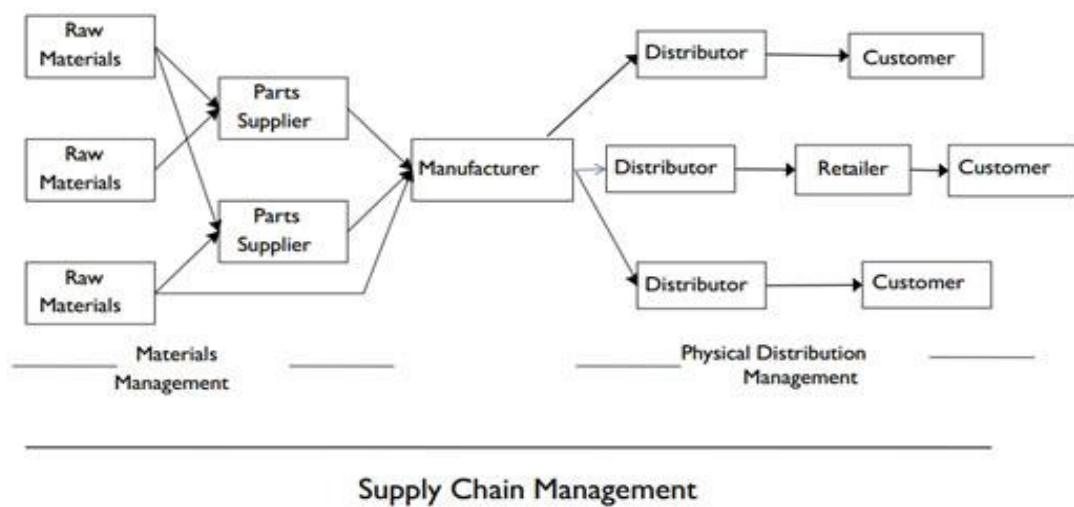 Raw
Materials
Raw
Materials
Raw
Materials
Parts
Supplier
Parts
Supplier
Manufacturer
Distributor
Customer
Distributor
Retailer
Customer
Distributor
Customer
Materials
Management
Physical Distribution
Management
Supply Chain Management